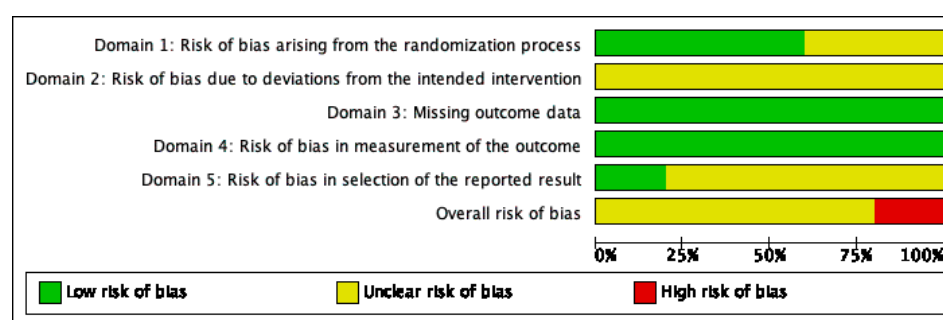 Domain 1: Risk of bias arising from the randomization process
Domain 2: Risk of bias due to deviations from the intended intervention
Domain 3: Missing outcome data
Domain 4: Risk of bias in measurement of the outcome
Domain 5: Risk of bias in selection of the reported result
Overall risk of bias
0% 25% 50% 75% 100%
Low risk of bias Unclear risk of bias High risk of bias